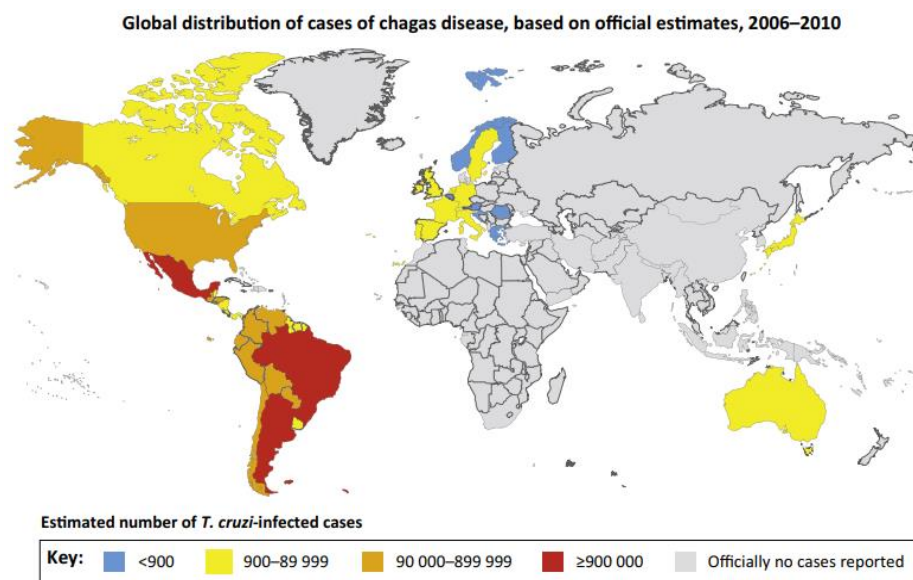 Global distribution of cases of chagas disease, based on official estimates, 2006–2010
Estimated number of T. cruzi-infected cases
Key: <900 900–89 999 90 000–899 999 ≥900 000 Officially no cases reported